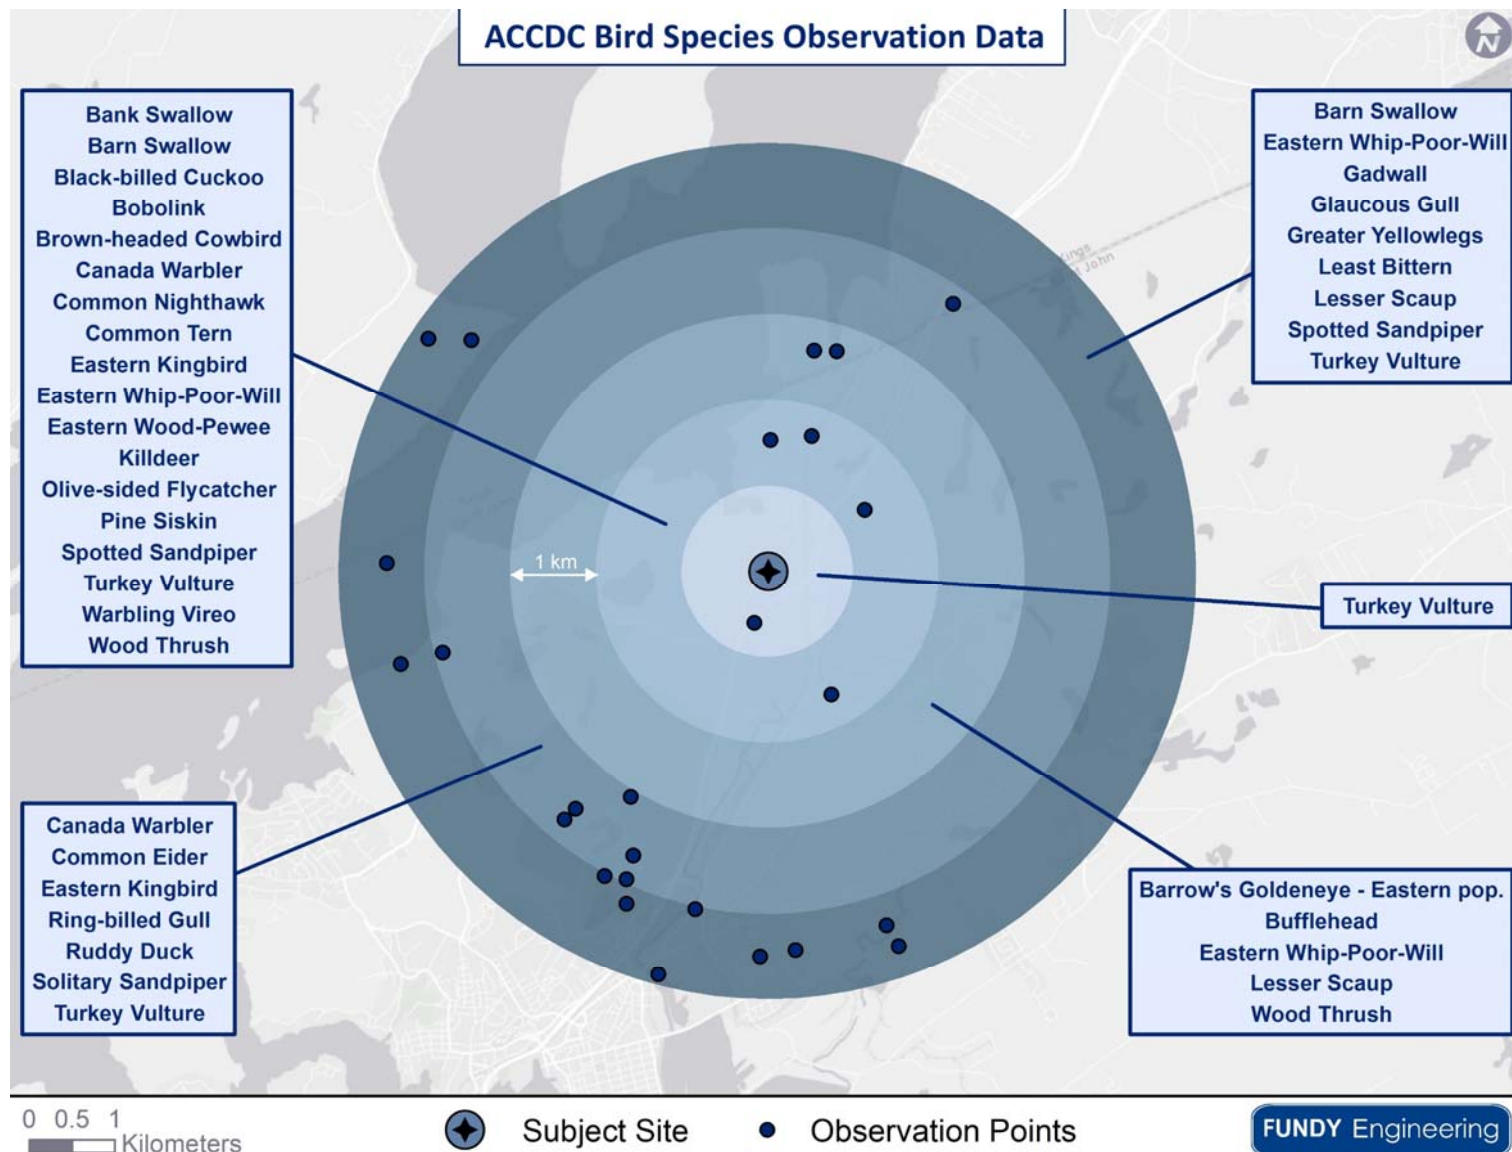 ACCDC Bird Species Observation Data
N
Bank Swallow
Barn Swallow
Black-billed Cuckoo
Bobolink
Brown-headed Cowbird
Canada Warbler
Common Nighthawk
Common Tern
Eastern Kingbird
Eastern Whip-Poor-Will
Eastern Wood-Pewee
Killdeer
Olive-sided Flycatcher
Pine Siskin
Spotted Sandpiper
Turkey Vulture
Warbling Vireo
Wood Thrush
Barn Swallow
Eastern Whip-Poor-Will
Gadwall
Glaucous Gull
Greater Yellowlegs
Least Bittern
Lesser Scaup
Spotted Sandpiper
Turkey Vulture
Kings
John
1 km
Turkey Vulture
Canada Warbler
Common Eider
Eastern Kingbird
Ring-billed Gull
Ruddy Duck
Solitary Sandpiper
Turkey Vulture
Barrow's Goldeneye - Eastern pop.
Bufflehead
Eastern Whip-Poor-Will
Lesser Scaup
Wood Thrush
0 0.5 1
Kilometers
Subject Site
Observation Points
FUNDY Engineering